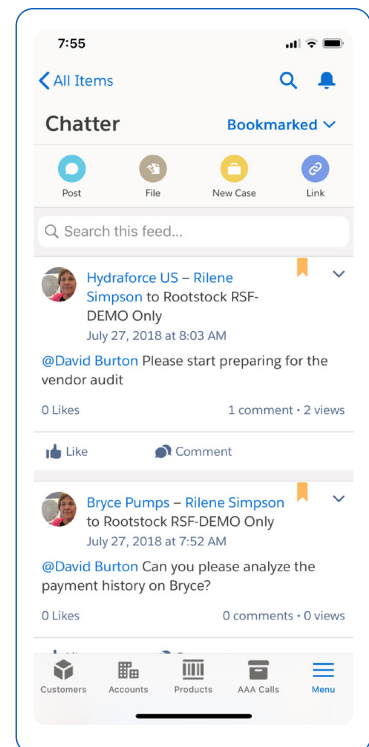 7:55
All Items
Chatter
Bookmarked
Post File New Case Link
Search this feed...
Hydraforce US – Rilene
Simpson to Rootstock RSF-
DEMO Only
July 27, 2018 at 8:03 AM
@David Burton Please start preparing for the
vendor audit
0 Likes 1 comment · 2 views
Like Comment
Bryce Pumps – Rilene Simpson
to Rootstock RSF-DEMO Only
July 27, 2018 at 7:52 AM
@David Burton Can you please analyze the
payment history on Bryce?
0 Likes 0 comments · 0 views
Customers Accounts Products AAA Calls Menu